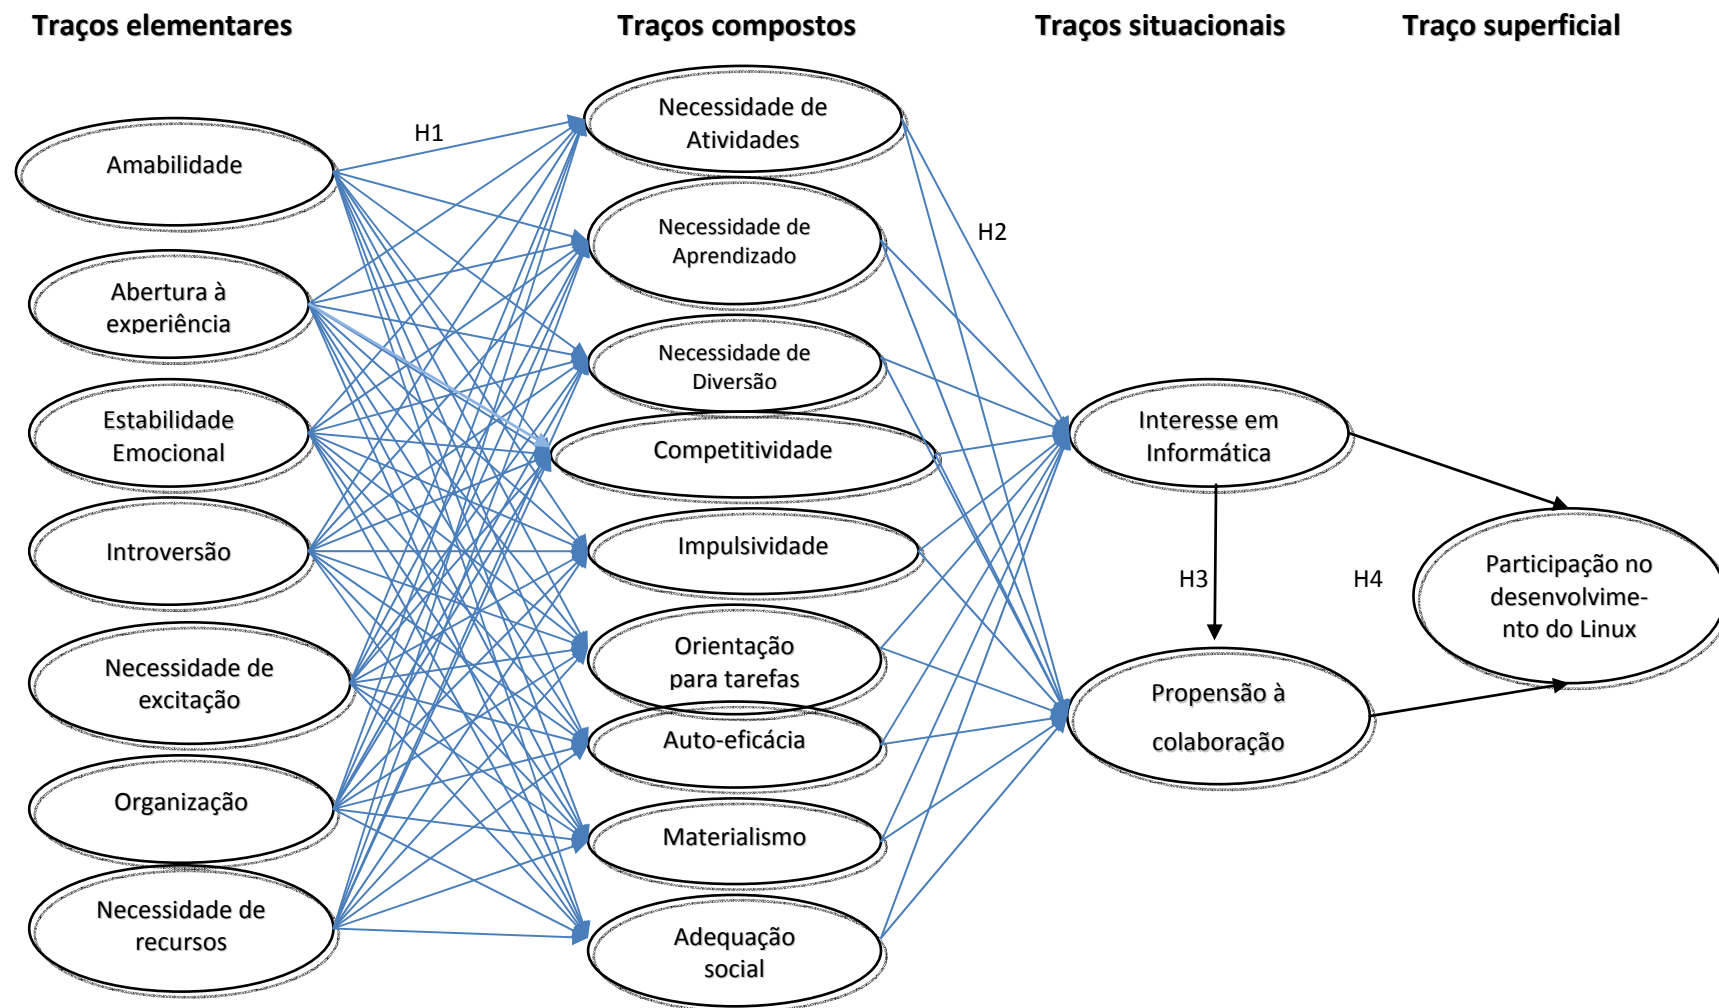 Traços elementares
Traços compostos
Traços situacionais
Traço superficial
Amabilidade
Abertura à
experiência
Estabilidade
Emocional
Introversão
Necessidade de
excitação
Organização
Necessidade de
recursos
H1
Necessidade de
Atividades
Necessidade de
Aprendizado
Necessidade de
Diversão
Competitividade
Impulsividade
Orientação
para tarefas
Auto-eficácia
Materialismo
Adequação
social
H2
Interesse em
Informática
H3
Propensão à
colaboração
H4
Participação no
desenvolvime-
nto do Linux